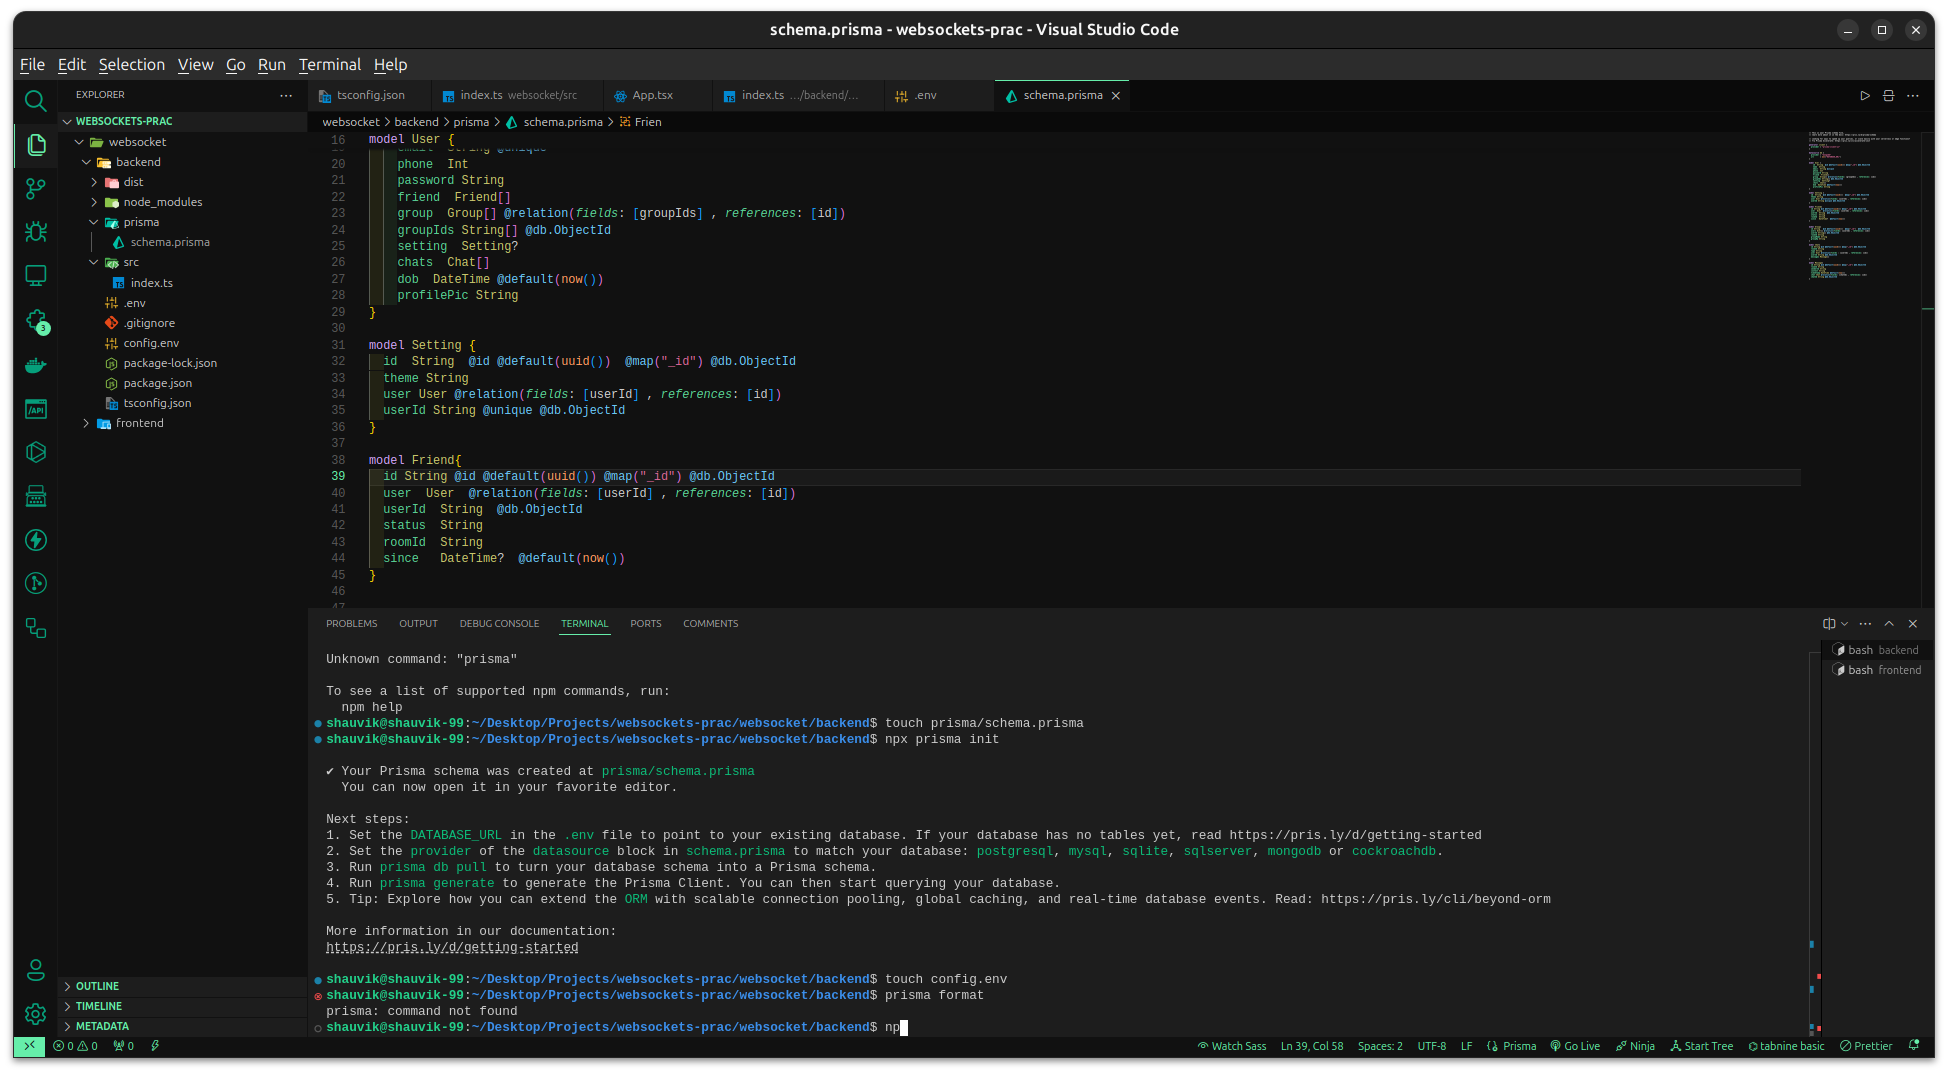 schema.prisma - websockets-prac - Visual Studio Code
File Edit Selection View Go Run Terminal Help
EXPLORER
WEBSOCKETS-PRAC
websocket
backend
dist
node_modules
prisma
schema.prisma
src
index.ts
.env
.gitignore
config.env
package-lock.json
package.json
tsconfig.json
frontend
OUTLINE
TIMELINE
METADATA
tsconfig.json index.ts websocket/src App.tsx index.ts .../backend/... .env schema.prisma
websocket > backend > prisma > schema.prisma > Frien
16 model User {
20 phone Int
21 password String
22 friend Friend[]
23 group Group[] @relation(fields: [groupIds] , references: [id])
24 groupIds String[] @db.ObjectId
25 setting Setting?
26 chats Chat[]
27 dob DateTime @default(now())
28 profilePic String
29 }
30
31 model Setting {
32 id String @id @default(uuid()) @map("_id") @db.ObjectId
33 theme String
34 user User @relation(fields: [userId] , references: [id])
35 userId String @unique @db.ObjectId
36 }
37
38 model Friend{
39 id String @id @default(uuid()) @map("_id") @db.ObjectId
40 user User @relation(fields: [userId] , references: [id])
41 userId String @db.ObjectId
42 status String
43 roomId String
44 since DateTime? @default(now())
45 }
46
47
PROBLEMS OUTPUT DEBUG CONSOLE TERMINAL PORTS COMMENTS
bash backend
bash frontend
Unknown command: "prisma"
To see a list of supported npm commands, run:
npm help
shauvik@shauvik-99:~/Desktop/Projects/websockets-prac/websocket/backend$ touch prisma/schema.prisma
shauvik@shauvik-99:~/Desktop/Projects/websockets-prac/websocket/backend$ npx prisma init
✔ Your Prisma schema was created at prisma/schema.prisma
You can now open it in your favorite editor.
Next steps:
1. Set the DATABASE_URL in the .env file to point to your existing database. If your database has no tables yet, read https://pris.ly/d/getting-started
2. Set the provider of the datasource block in schema.prisma to match your database: postgresql, mysql, sqlite, sqlserver, mongodb or cockroachdb.
3. Run prisma db pull to turn your database schema into a Prisma schema.
4. Run prisma generate to generate the Prisma Client. You can then start querying your database.
5. Tip: Explore how you can extend the ORM with scalable connection pooling, global caching, and real-time database events. Read: https://pris.ly/cli/beyond-orm
More information in our documentation:
https://pris.ly/d/getting-started
shauvik@shauvik-99:~/Desktop/Projects/websockets-prac/websocket/backend$ touch config.env
shauvik@shauvik-99:~/Desktop/Projects/websockets-prac/websocket/backend$ prisma format
prisma: command not found
shauvik@shauvik-99:~/Desktop/Projects/websockets-prac/websocket/backend$ np
0 0 0 Watch Sass Ln 39, Col 58 Spaces: 2 UTF-8 LF Prisma Go Live Ninja Start Tree tabnine basic Prettier